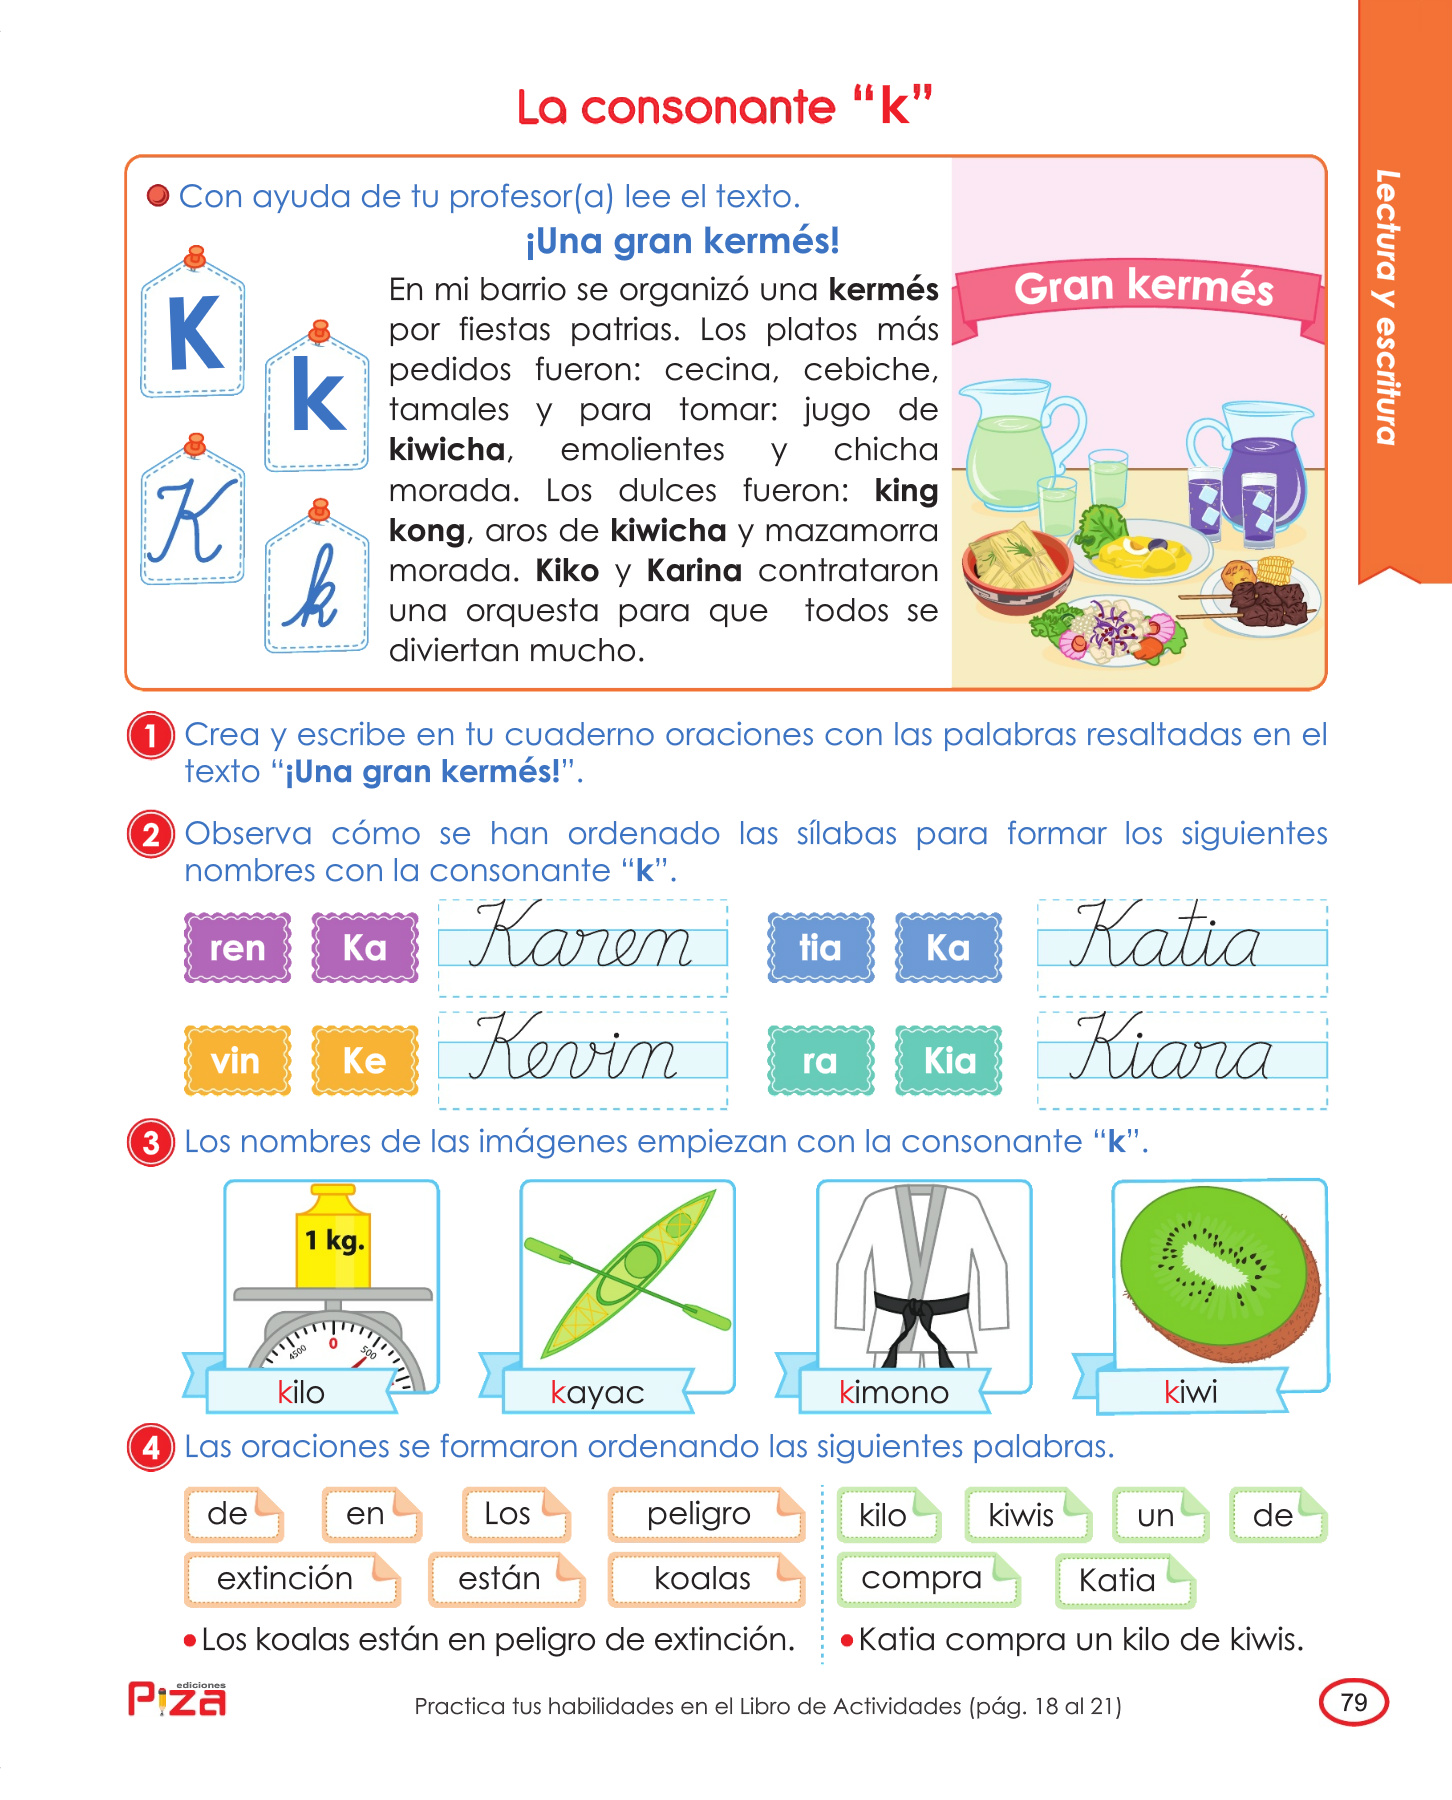 La consonante “k”
Lectura y escritura
Con ayuda de tu profesor(a) lee el texto.
¡Una gran kermés!
K
k
K
k
En mi barrio se organizó una kermés
por fiestas patrias. Los platos más
pedidos fueron: cecina, cebiche,
tamales y para tomar: jugo de
kiwicha, emolientes y chicha
morada. Los dulces fueron: king
kong, aros de kiwicha y mazamorra
morada. Kiko y Karina contrataron
una orquesta para que todos se
diviertan mucho.
Gran kermés
1 Crea y escribe en tu cuaderno oraciones con las palabras resaltadas en el
texto “¡Una gran kermés!”.
2 Observa cómo se han ordenado las sílabas para formar los siguientes
nombres con la consonante “k”.
ren Ka Karen tia Ka Katia
vin Ke Kevin ra Kia Kiara
3 Los nombres de las imágenes empiezan con la consonante “k”.
1 kg.
4500 0 500
kilo kayac kimono kiwi
4 Las oraciones se formaron ordenando las siguientes palabras.
de en Los peligro
extinción están koalas
Los koalas están en peligro de extinción.
kilo kiwis un de
compra Katia
Katia compra un kilo de kiwis.
ediciones
PIZA
Practica tus habilidades en el Libro de Actividades (pág. 18 al 21)
79